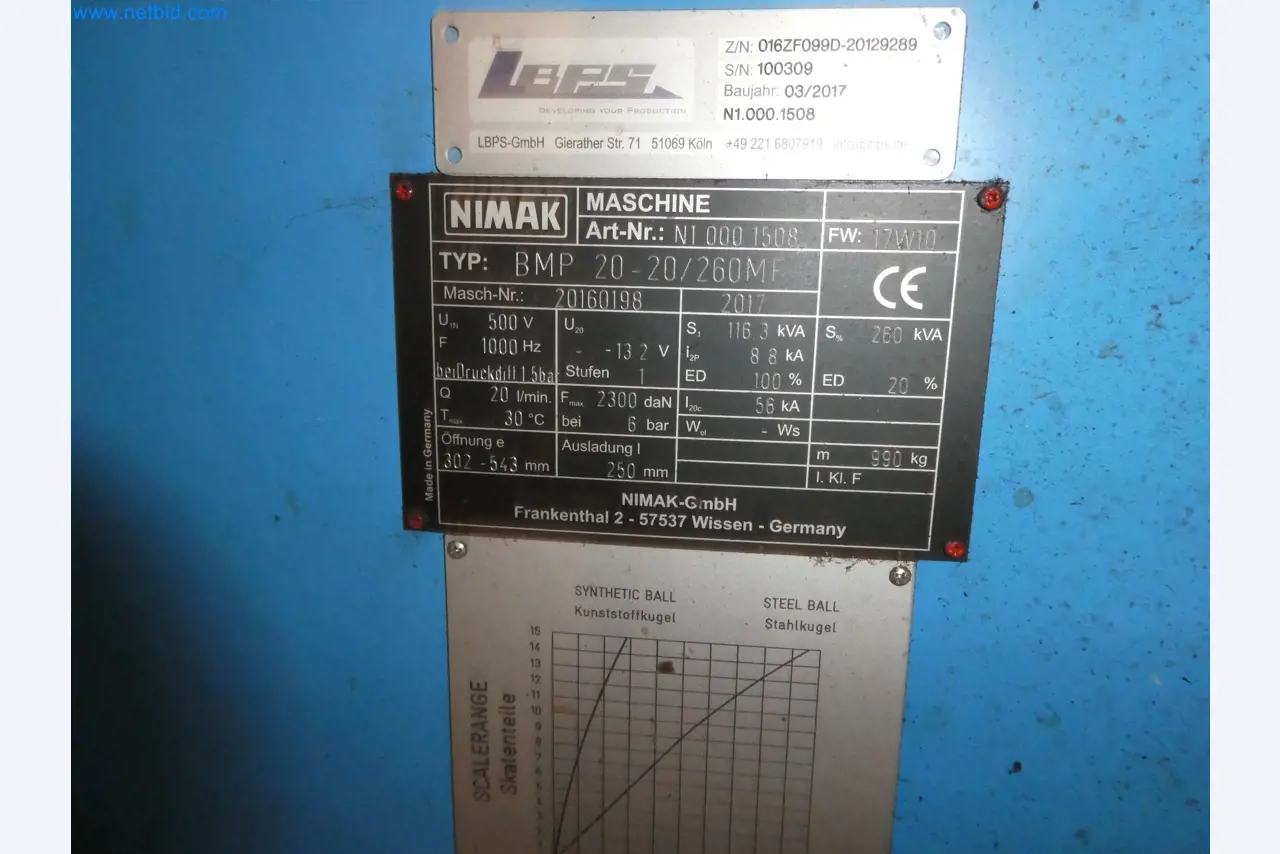 www.netbid.com
LBPS
DEVELOPING YOUR PRODUCTION
Z/N: 016ZF099D-20129289
S/N: 100309
Baujahr: 03/2017
N1.000.1508
LBPS-GmbH Gierather Str. 71 51069 Köln +49 221 6807919 info@lbps.de
NIMAK
MASCHINE
Art-Nr.: N1 000 1508 FW: 17W10
TYP: BMP 20-20/260MF
CE
Masch-Nr.: 20160198 2017
U1N 500 V U20 - -13 2 V S1 116 3 kVA S% 260 kVA
F 1000 Hz i2P 8 8 kA
beiDruckdiff 1.5bar Stufen 1 ED 100 % ED 20 %
Q 20 l/min. Fmax 2300 daN I20c 56 kA
Tmax 30 °C bei 6 bar Wel - Ws
Öffnung e Ausladung l m 990 kg
302 -543 mm 250 mm I. Kl. F
Made in Germany
NIMAK-GmbH
Frankenthal 2 - 57537 Wissen - Germany
SYNTHETIC BALL
Kunststoffkugel
STEEL BALL
Stahlkugel
SCALERANGE
Skalenteile
15
14
13
12
11
10
9
8
7